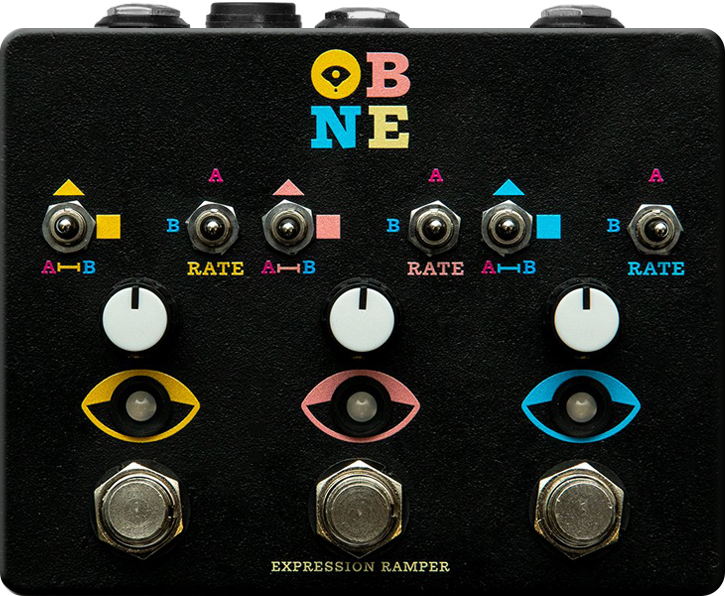 OB
NE
A A A
B B B
A B RATE A B RATE A B RATE
EXPRESSION RAMPER